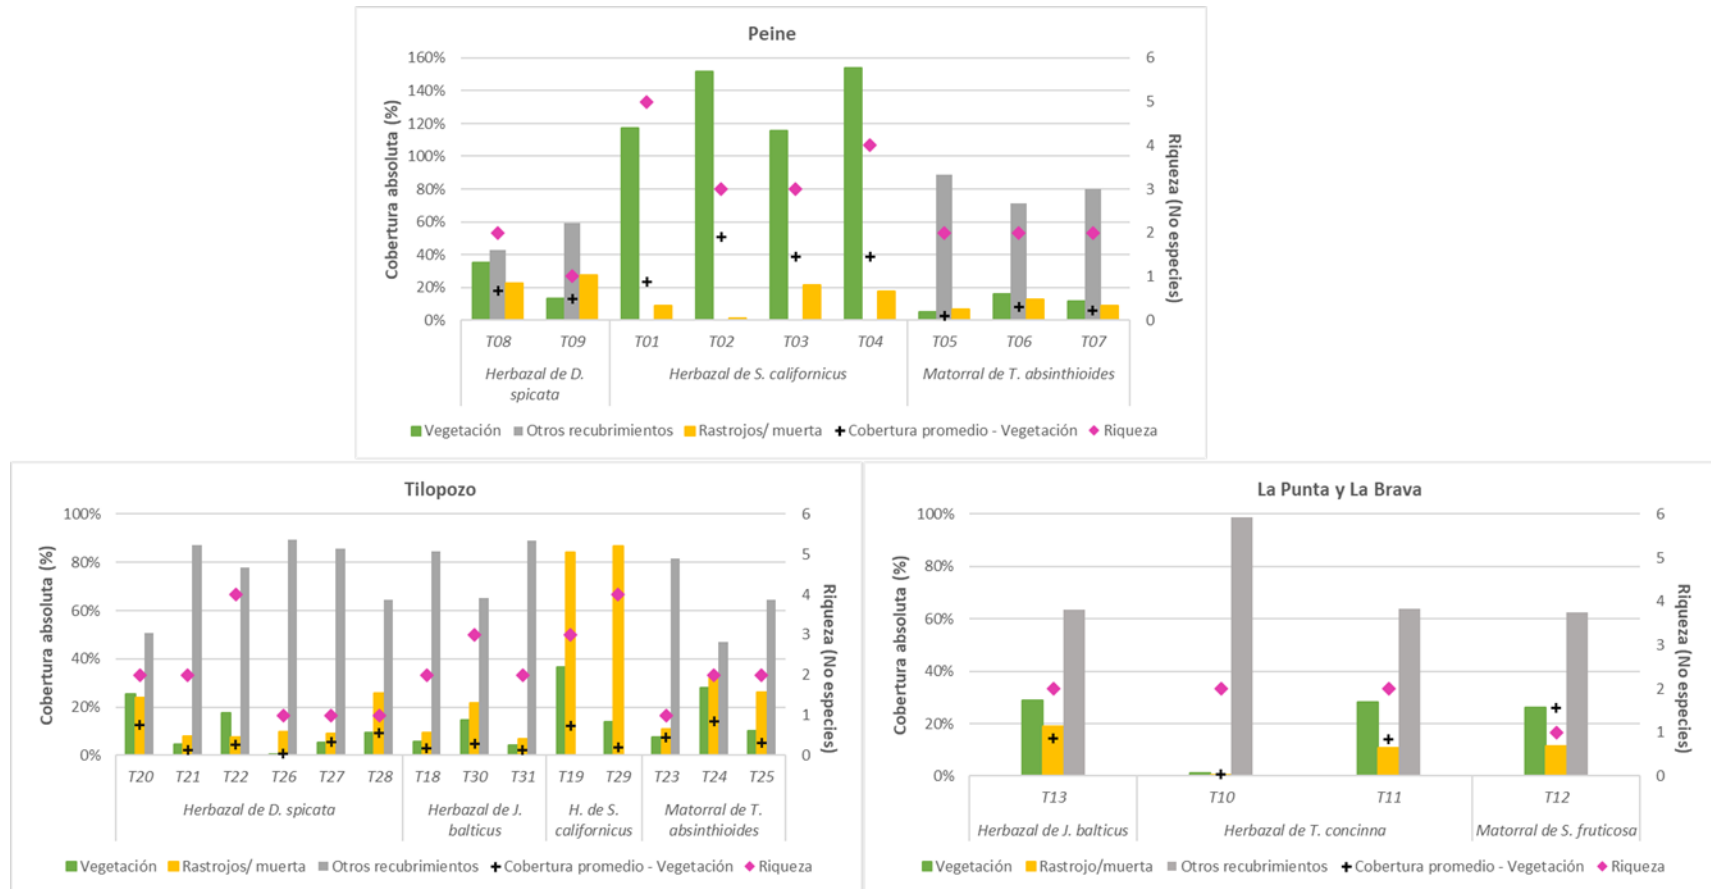 Peine
Cobertura absoluta (%)
160%
140%
120%
100%
80%
60%
40%
20%
0%
6
5
4
3
2
1
0
Riqueza (No especies)
T08 T09 T01 T02 T03 T04 T05 T06 T07
Herbazal de D. spicata
Herbazal de S. californicus
Matorral de T. absinthioides
Vegetación Otros recubrimientos Rastrojos/ muerta Cobertura promedio - Vegetación Riqueza
Tilopozo
Cobertura absoluta (%)
100%
80%
60%
40%
20%
0%
6
5
4
3
2
1
0
Riqueza (No especies)
T20 T21 T22 T26 T27 T28 T18 T30 T31 T19 T29 T23 T24 T25
Herbazal de D. spicata
Herbazal de J. balticus
H. de S. californicus
Matorral de T. absinthioides
Vegetación Rastrojos/ muerta Otros recubrimientos Cobertura promedio - Vegetación Riqueza
La Punta y La Brava
Cobertura absoluta (%)
100%
80%
60%
40%
20%
0%
6
5
4
3
2
1
0
Riqueza (No especies)
T13 T10 T11 T12
Herbazal de J. balticus
Herbazal de T. concinna
Matorral de S. fruticosa
Vegetación Rastrojo/muerta Otros recubrimientos Cobertura promedio - Vegetación Riqueza